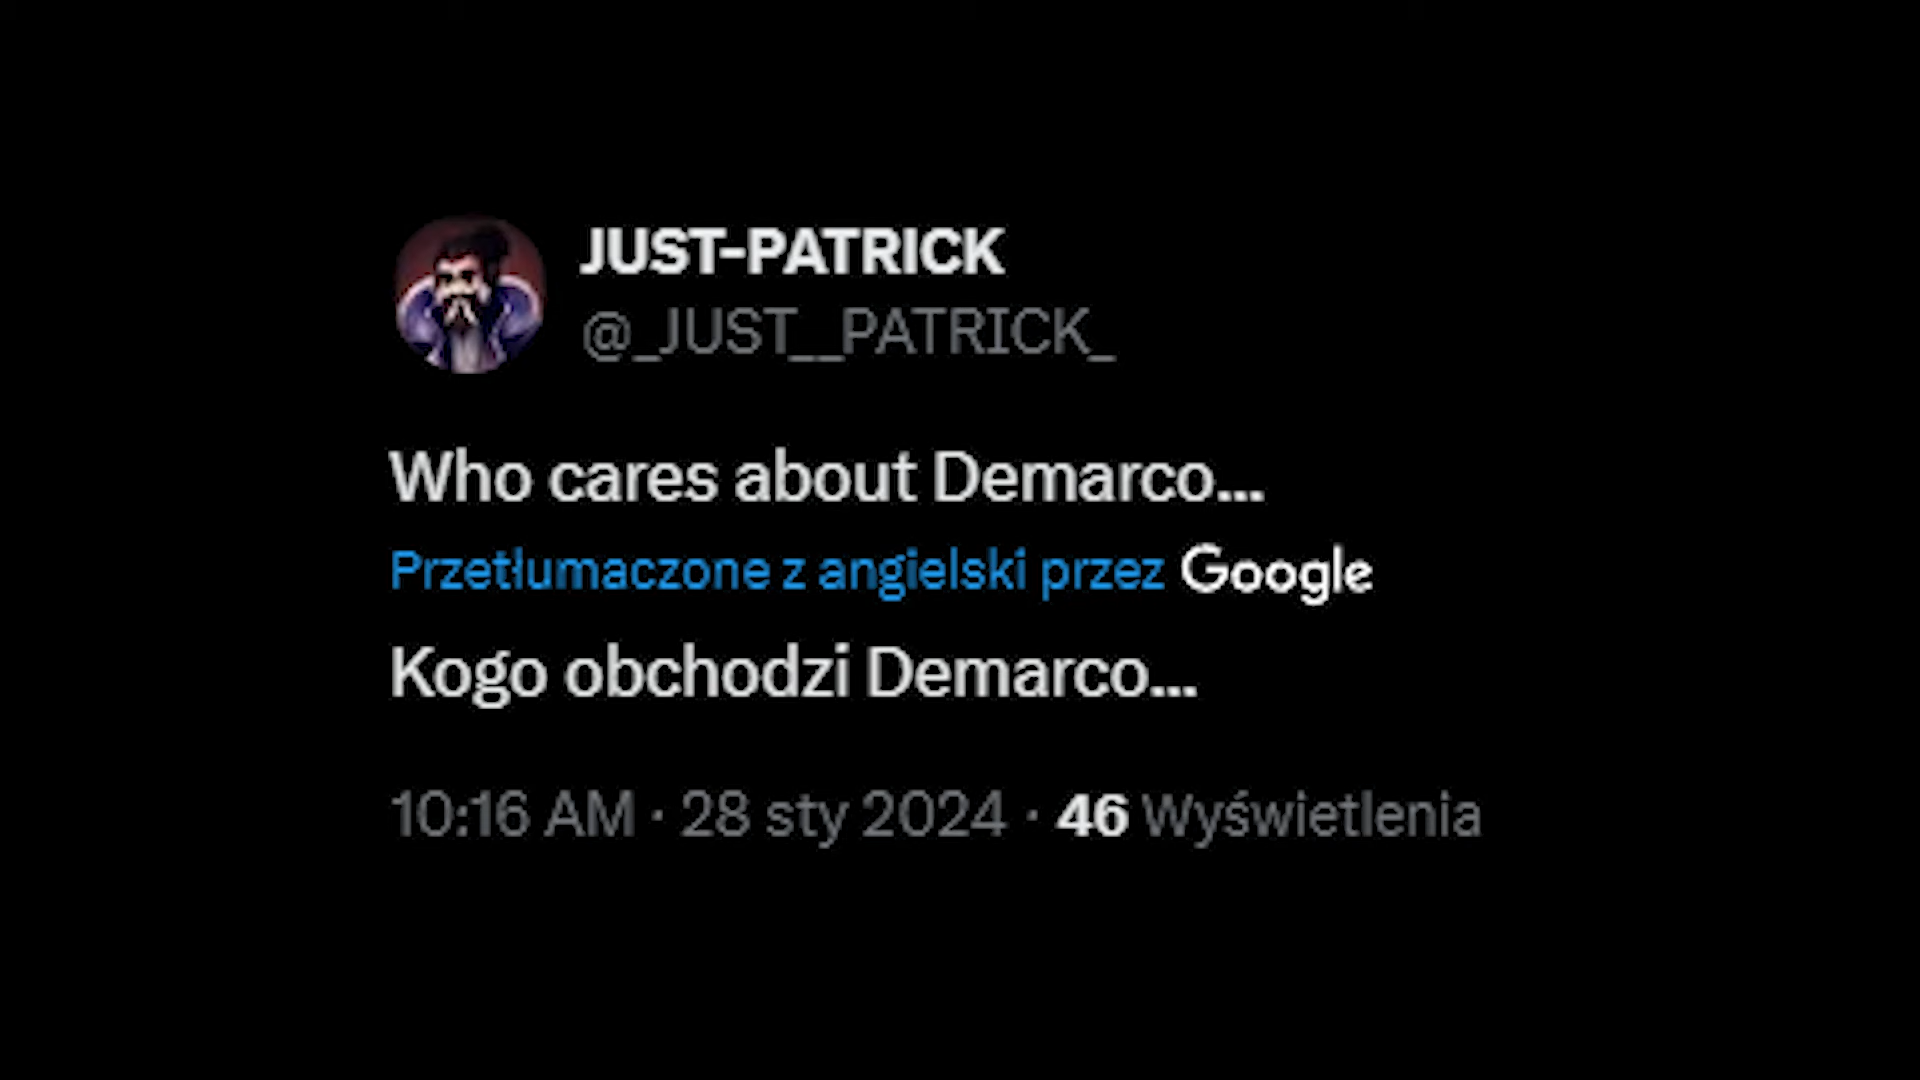 JUST-PATRICK
@_JUST__PATRICK_
Who cares about Demarco...
Przetłumaczone z angielski przez Google
Kogo obchodzi Demarco...
10:16 AM · 28 sty 2024 · 46 Wyświetlenia